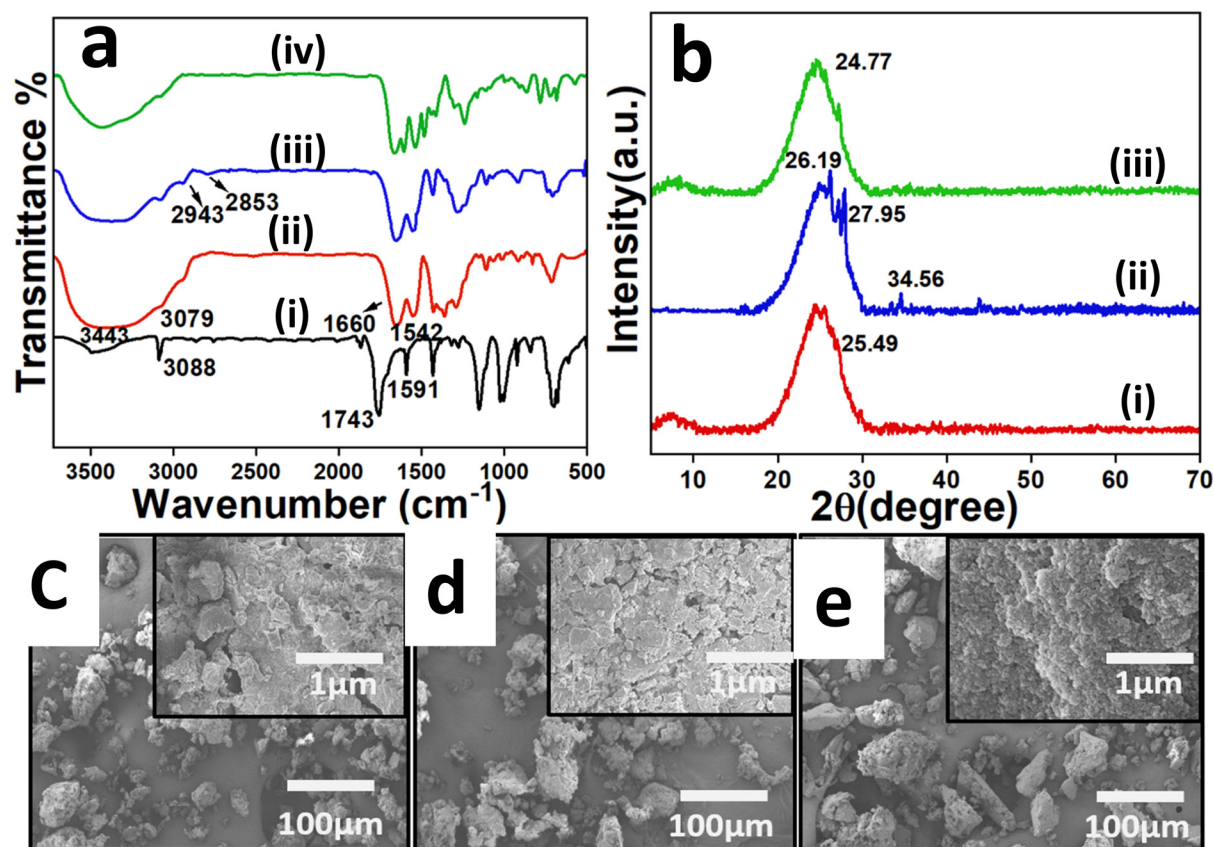 a
(iv)
(iii)
2943
2853
(ii)
3443
3079
1660
1542
(i)
3088
1591
1743
Transmittance %
3500
3000
2500
2000
1500
1000
500
Wavenumber (cm-1)
b
24.77
(iii)
26.19
27.95
34.56
(ii)
25.49
(i)
Intensity(a.u.)
10
20
30
40
50
60
70
2θ(degree)
C
1μm
100μm
d
1μm
100μm
e
1μm
100μm